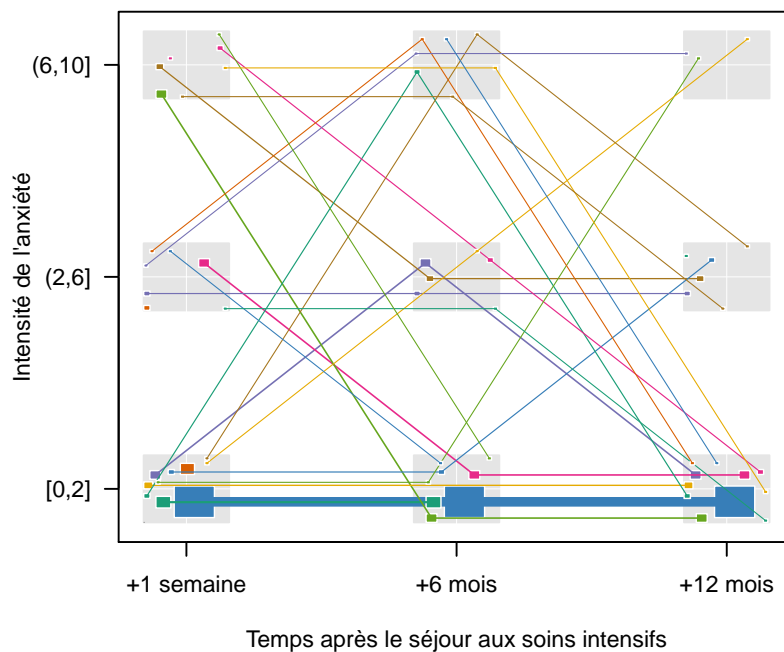 (6,10]
(2,6]
[0,2]
Intensité de l'anxiété
+1 semaine
+6 mois
+12 mois
Temps après le séjour aux soins intensifs